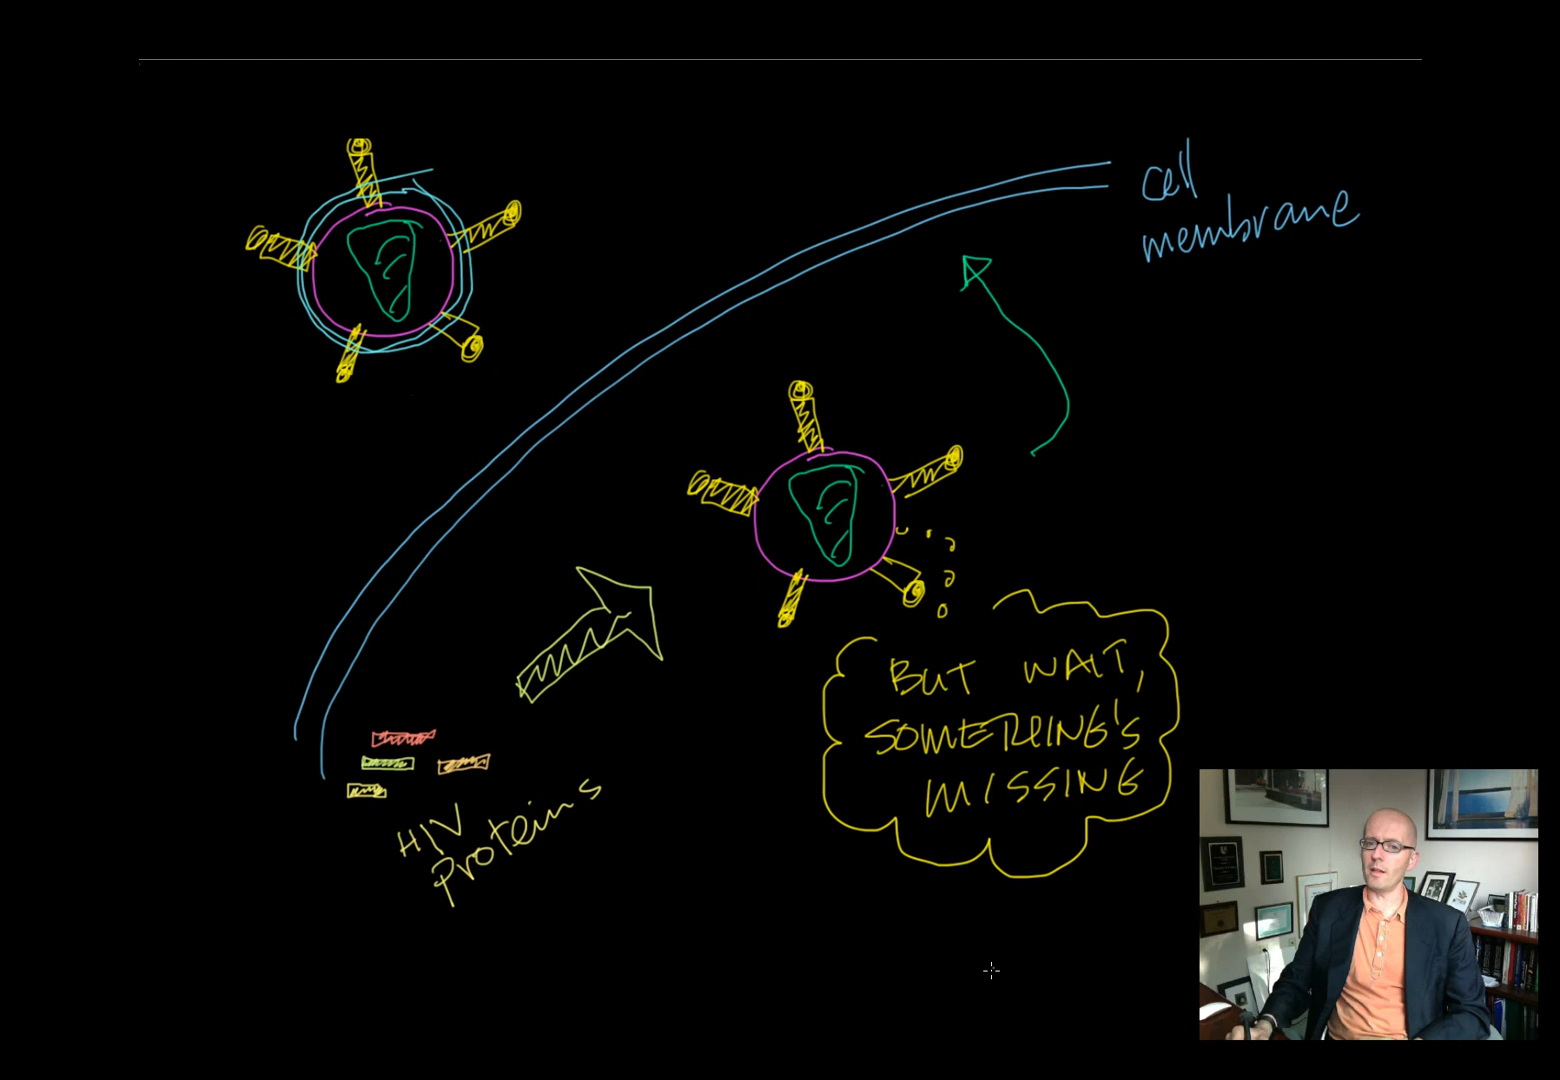 cell
membrane
BUT WAIT,
SOMETHING'S
MISSING
HIV
Proteins